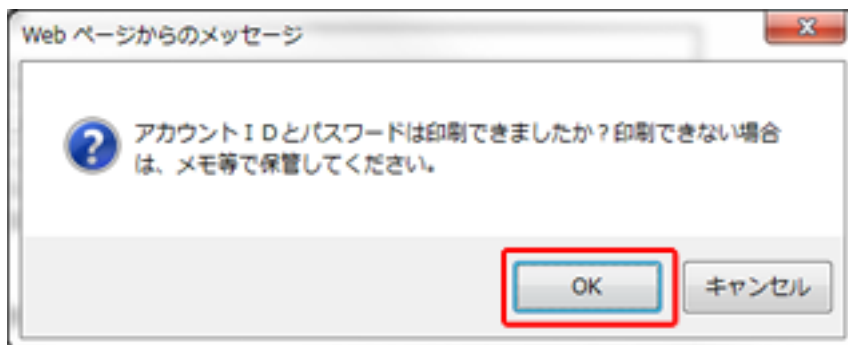 Web ページからのメッセージ
アカウントＩＤとパスワードは印刷できましたか？印刷できない場合
は、メモ等で保管してください。
OK
キャンセル